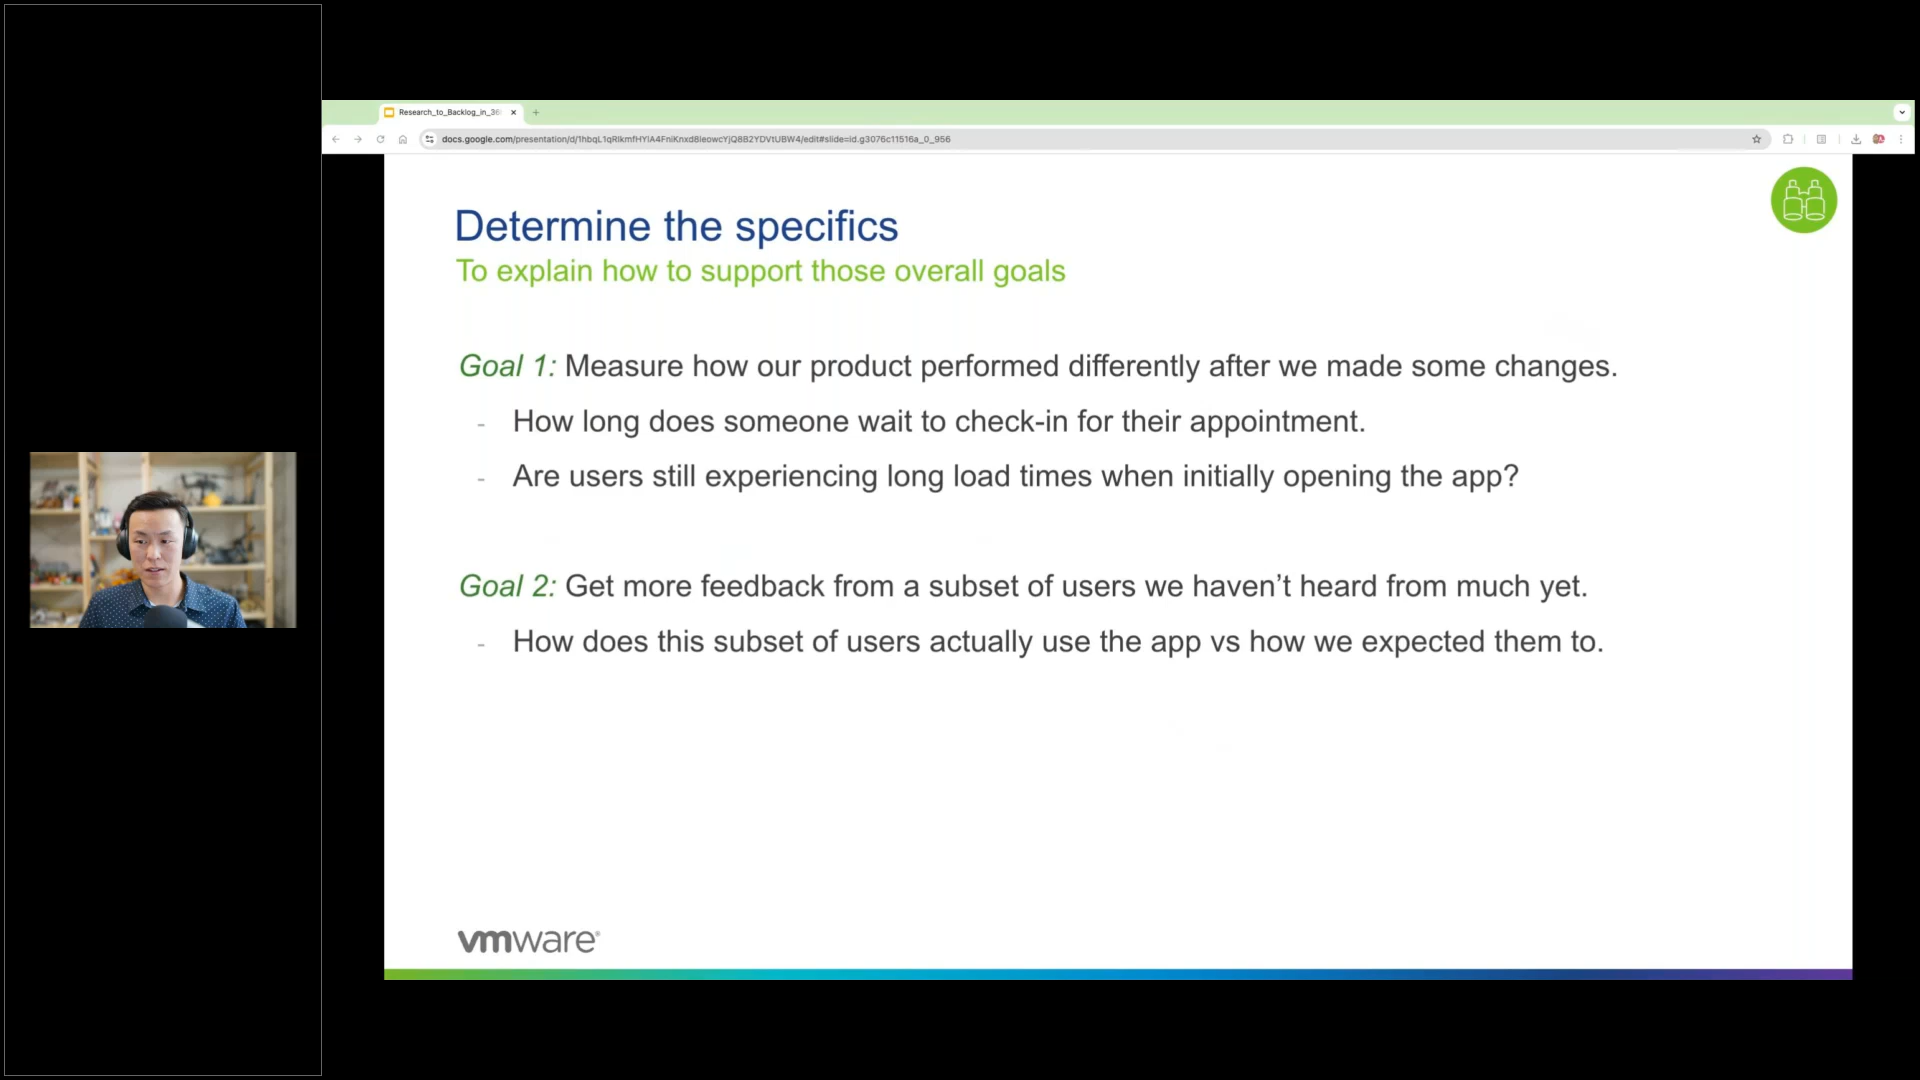 Research_to_Backlog_in_36
docs.google.com/presentation/d/1hbqL1qRlkmfHYIA4FniKnxd8leowcYjQ8B2YDVtUBW4/edit#slide=id.g3076c11516a_0_956
Determine the specifics
To explain how to support those overall goals
Goal 1: Measure how our product performed differently after we made some changes.
- How long does someone wait to check-in for their appointment.
- Are users still experiencing long load times when initially opening the app?
Goal 2: Get more feedback from a subset of users we haven’t heard from much yet.
- How does this subset of users actually use the app vs how we expected them to.
vmware®